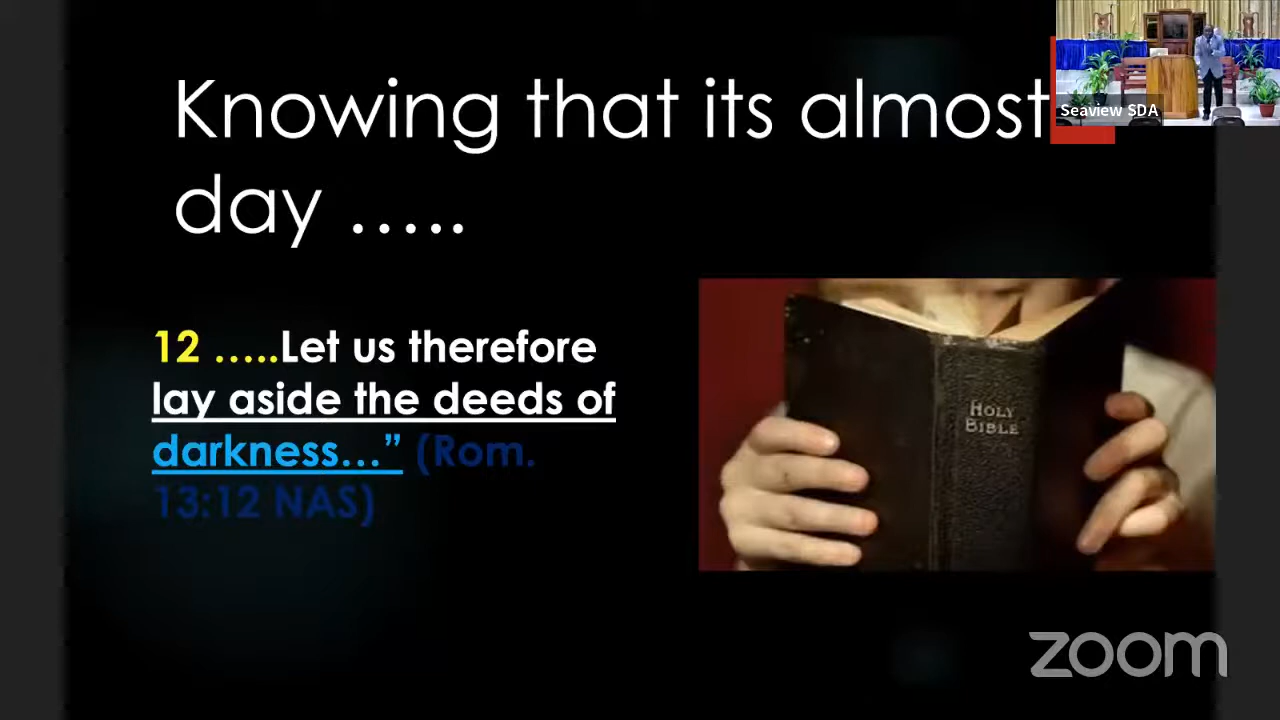 Knowing that its almost
day …..
Seaview SDA
12 …..Let us therefore
lay aside the deeds of
darkness…” (Rom.
13:12 NAS)
HOLY
BIBLE
zoom